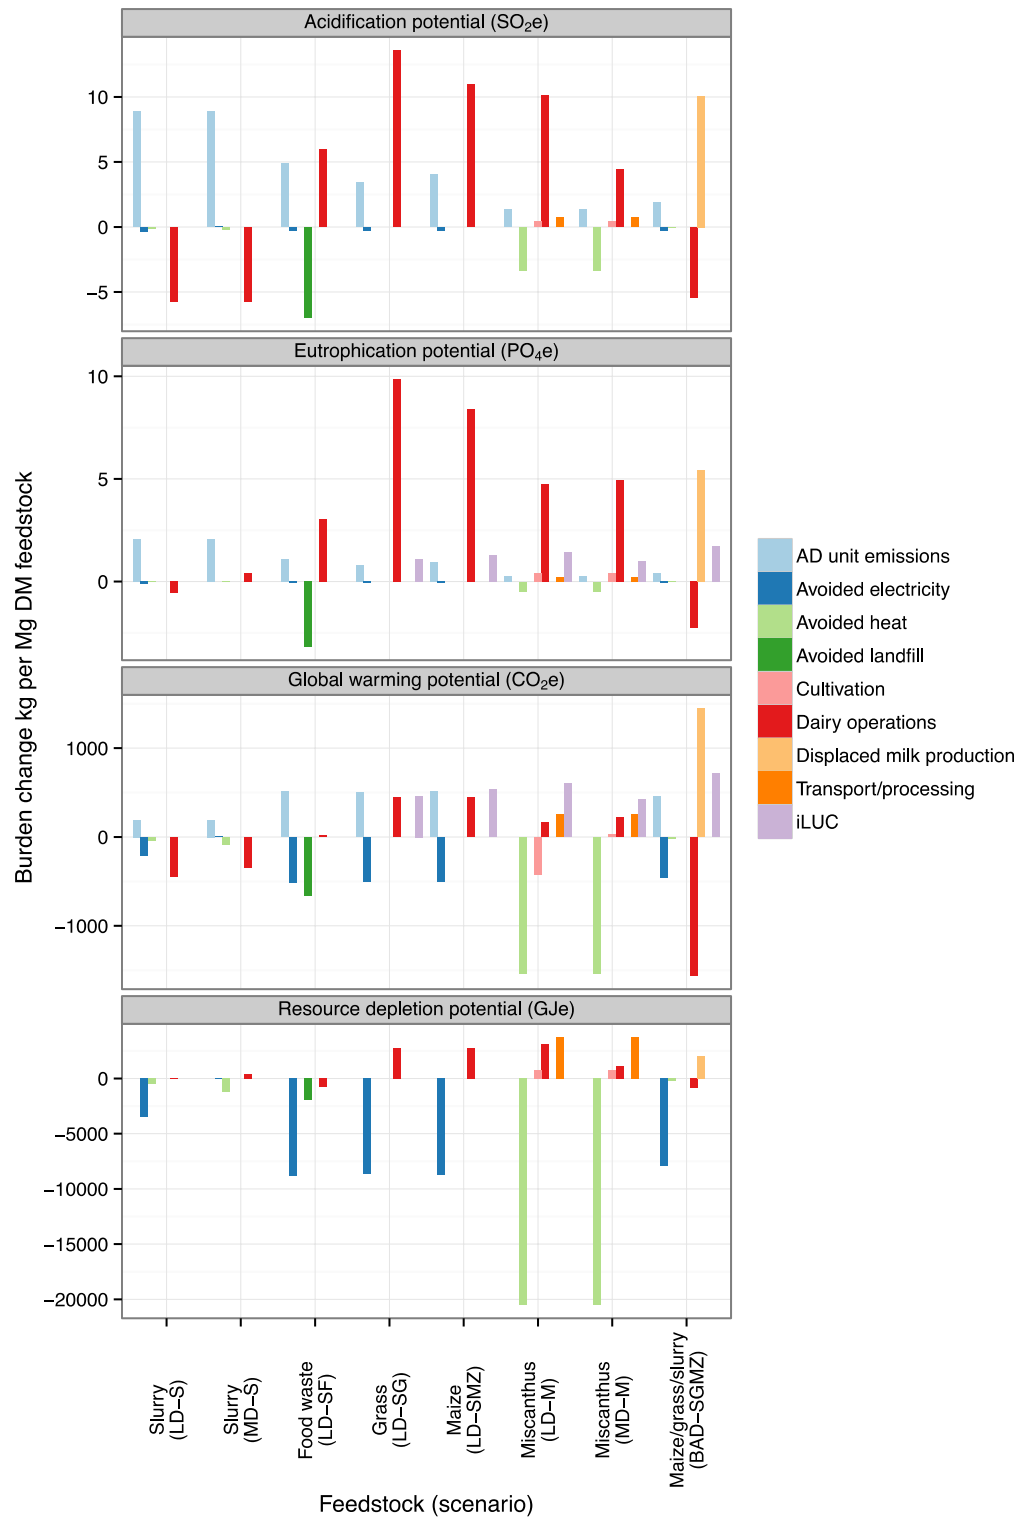 Acidification potential (SO₂e)
10
5
0
−5
Eutrophication potential (PO₄e)
10
5
0
Global warming potential (CO₂e)
1000
0
−1000
Resource depletion potential (GJe)
0
−5000
−10000
−15000
−20000
Burden change kg per Mg DM feedstock
Slurry
(LD−S)
Slurry
(MD−S)
Food waste
(LD−SF)
Grass
(LD−SG)
Maize
(LD−SMZ)
Miscanthus
(LD−M)
Miscanthus
(MD−M)
Maize/grass/slurry
(BAD−SGMZ)
Feedstock (scenario)
AD unit emissions
Avoided electricity
Avoided heat
Avoided landfill
Cultivation
Dairy operations
Displaced milk production
Transport/processing
iLUC